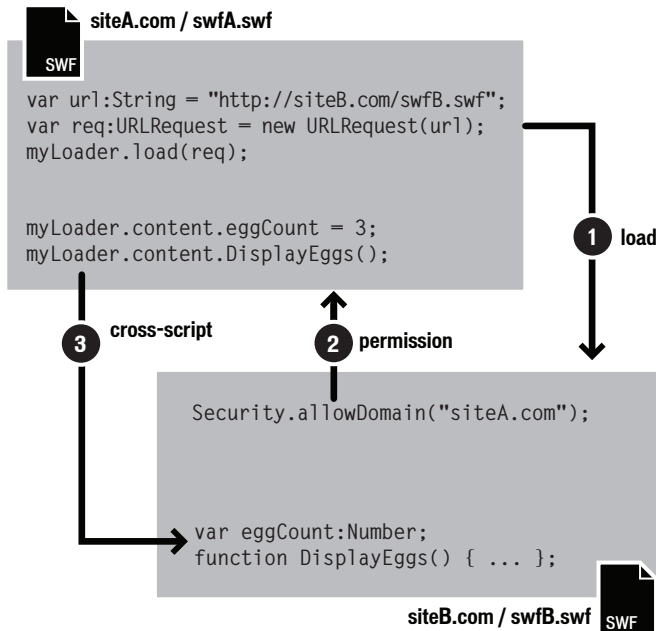 siteA.com / swfA.swf
SWF
var url:String = "http://siteB.com/swfB.swf";
var req:URLRequest = new URLRequest(url);
myLoader.load(req);
myLoader.content.eggCount = 3;
myLoader.content.DisplayEggs();
1 load
3 cross-script
2 permission
Security.allowDomain("siteA.com");
var eggCount:Number;
function DisplayEggs() { ... };
siteB.com / swfB.swf
SWF